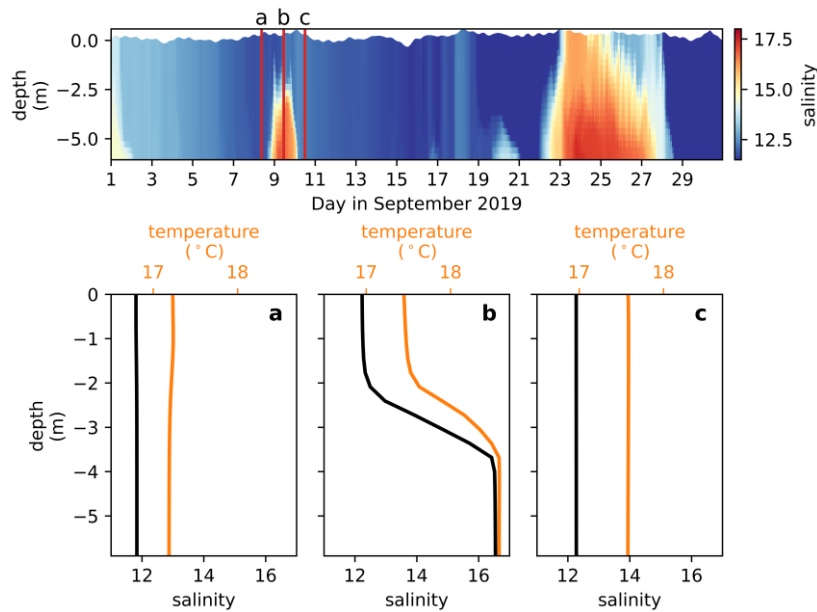 a b c
0.0
−2.5
−5.0
depth
(m)
1 3 5 7 9 11 13 15 17 19 21 23 25 27 29
Day in September 2019
17.5
15.0
12.5
salinity
temperature
(°C)
17 18
temperature
(°C)
17 18
temperature
(°C)
17 18
0
−1
−2
−3
−4
−5
depth
(m)
a
b
c
12 14 16
salinity
12 14 16
salinity
12 14 16
salinity